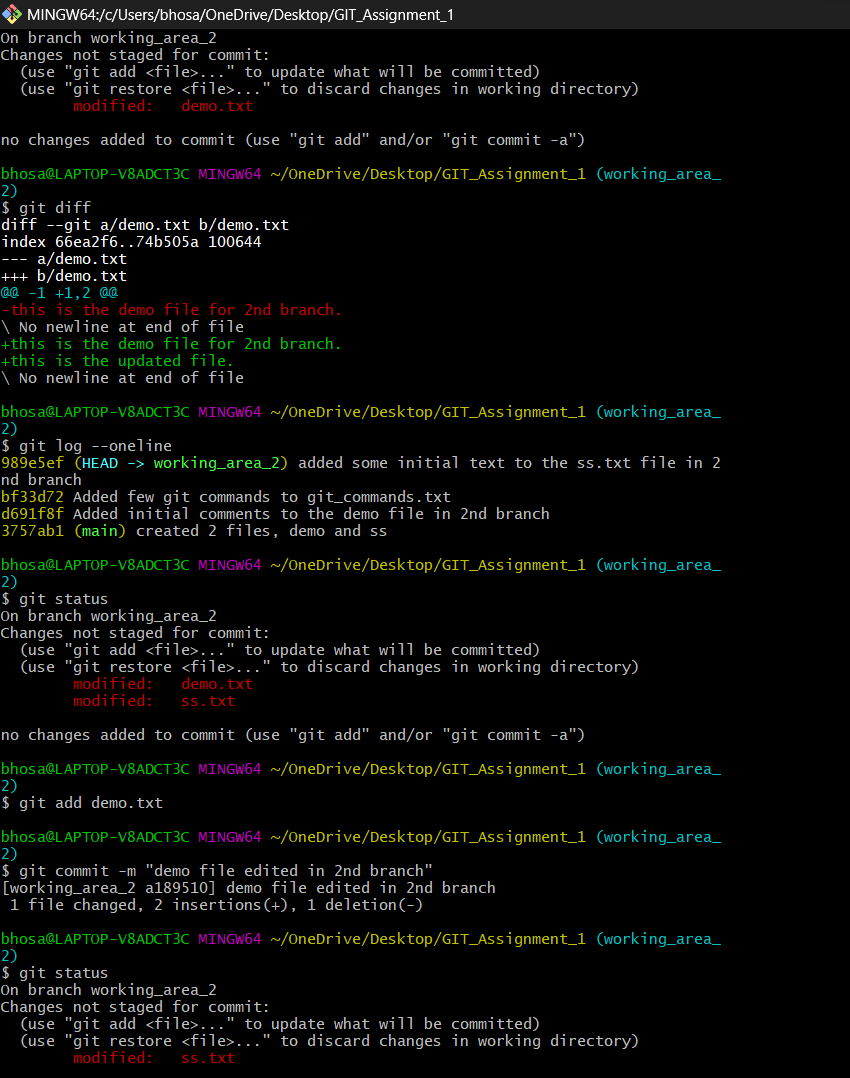 MINGW64:/c/Users/bhosa/OneDrive/Desktop/GIT_Assignment_1
On branch working_area_2
Changes not staged for commit:
  (use "git add <file>..." to update what will be committed)
  (use "git restore <file>..." to discard changes in working directory)
        modified:   demo.txt

no changes added to commit (use "git add" and/or "git commit -a")

bhosa@LAPTOP-V8ADCT3C MINGW64 ~/OneDrive/Desktop/GIT_Assignment_1 (working_area_
2)
$ git diff
diff --git a/demo.txt b/demo.txt
index 66ea2f6..74b505a 100644
--- a/demo.txt
+++ b/demo.txt
@@ -1 +1,2 @@
-this is the demo file for 2nd branch.
\ No newline at end of file
+this is the demo file for 2nd branch.
+this is the updated file.
\ No newline at end of file

bhosa@LAPTOP-V8ADCT3C MINGW64 ~/OneDrive/Desktop/GIT_Assignment_1 (working_area_
2)
$ git log --oneline
989e5ef (HEAD -> working_area_2) added some initial text to the ss.txt file in 2
nd branch
bf33d72 Added few git commands to git_commands.txt
d691f8f Added initial comments to the demo file in 2nd branch
3757ab1 (main) created 2 files, demo and ss

bhosa@LAPTOP-V8ADCT3C MINGW64 ~/OneDrive/Desktop/GIT_Assignment_1 (working_area_
2)
$ git status
On branch working_area_2
Changes not staged for commit:
  (use "git add <file>..." to update what will be committed)
  (use "git restore <file>..." to discard changes in working directory)
        modified:   demo.txt
        modified:   ss.txt

no changes added to commit (use "git add" and/or "git commit -a")

bhosa@LAPTOP-V8ADCT3C MINGW64 ~/OneDrive/Desktop/GIT_Assignment_1 (working_area_
2)
$ git add demo.txt

bhosa@LAPTOP-V8ADCT3C MINGW64 ~/OneDrive/Desktop/GIT_Assignment_1 (working_area_
2)
$ git commit -m "demo file edited in 2nd branch"
[working_area_2 a189510] demo file edited in 2nd branch
 1 file changed, 2 insertions(+), 1 deletion(-)

bhosa@LAPTOP-V8ADCT3C MINGW64 ~/OneDrive/Desktop/GIT_Assignment_1 (working_area_
2)
$ git status
On branch working_area_2
Changes not staged for commit:
  (use "git add <file>..." to update what will be committed)
  (use "git restore <file>..." to discard changes in working directory)
        modified:   ss.txt